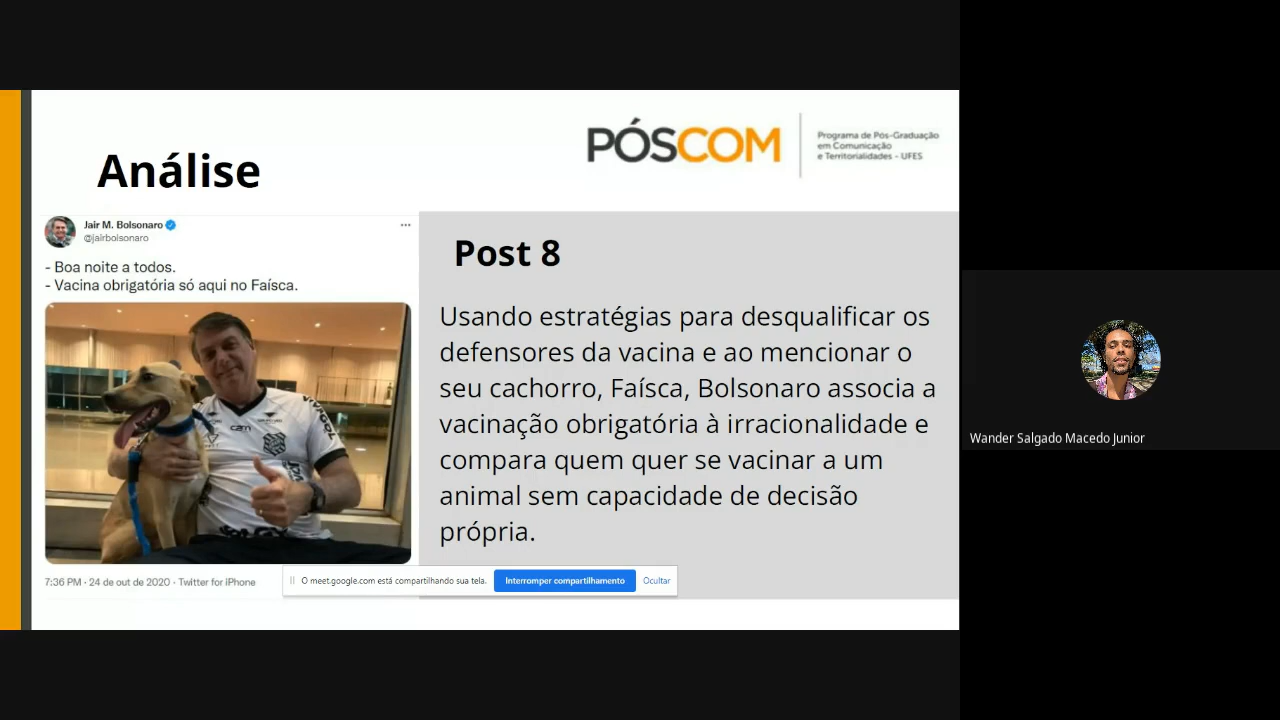 PÓSCOM
Programa de Pós-Graduação
em Comunicação
e Territorialidades - UFES
Análise
Jair M. Bolsonaro
@jairbolsonaro
- Boa noite a todos.
- Vacina obrigatória só aqui no Faísca.
7:36 PM · 24 de out de 2020 · Twitter for iPhone
Post 8
Usando estratégias para desqualificar os
defensores da vacina e ao mencionar o
seu cachorro, Faísca, Bolsonaro associa a
vacinação obrigatória à irracionalidade e
compara quem quer se vacinar a um
animal sem capacidade de decisão
própria.
O meet.google.com está compartilhando sua tela. Interromper compartilhamento Ocultar
Wander Salgado Macedo Junior